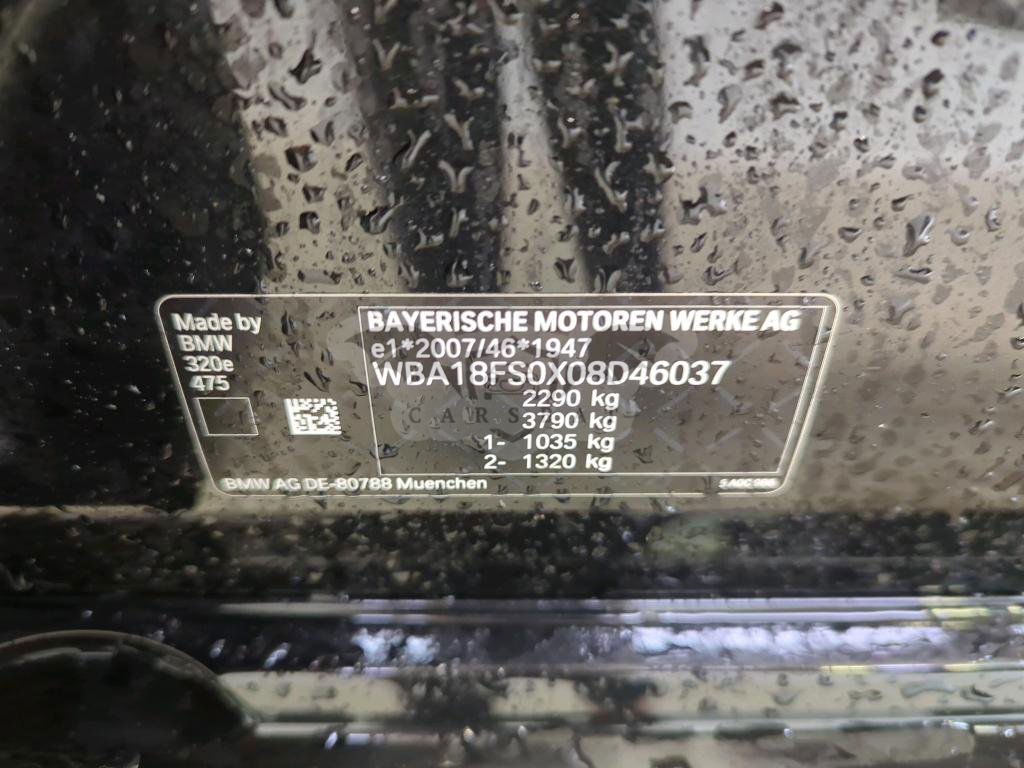 Made by
BMW
320e
475
BAYERISCHE MOTOREN WERKE AG
e1*2007/46*1947
WBA18FS0X08D46037
2290 kg
3790 kg
1- 1035 kg
2- 1320 kg
BMW AG DE-80788 Muenchen
CARS